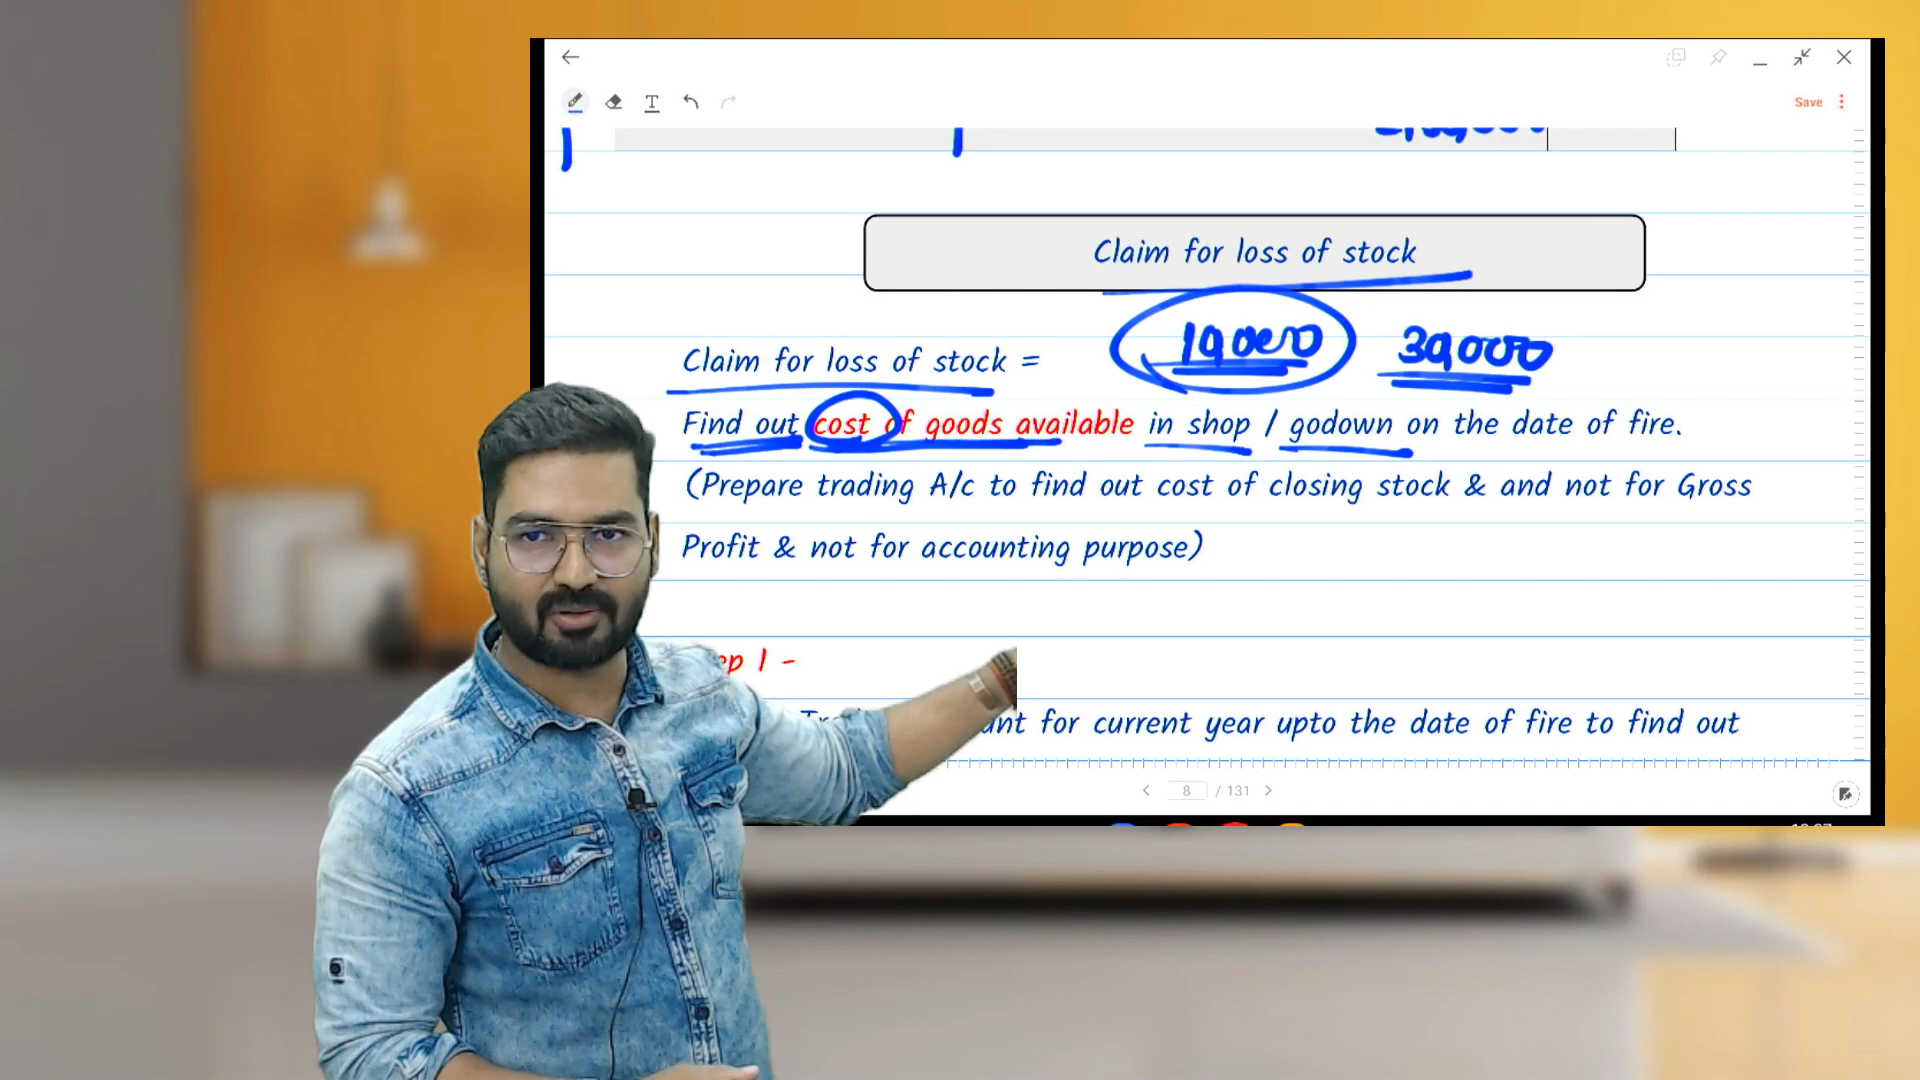 Save
Claim for loss of stock
Claim for loss of stock =
Find out cost of goods available in shop / godown on the date of fire.
(Prepare trading A/c to find out cost of closing stock & and not for Gross
Profit & not for accounting purpose)
ep 1 -
for current year upto the date of fire to find out
8 / 131